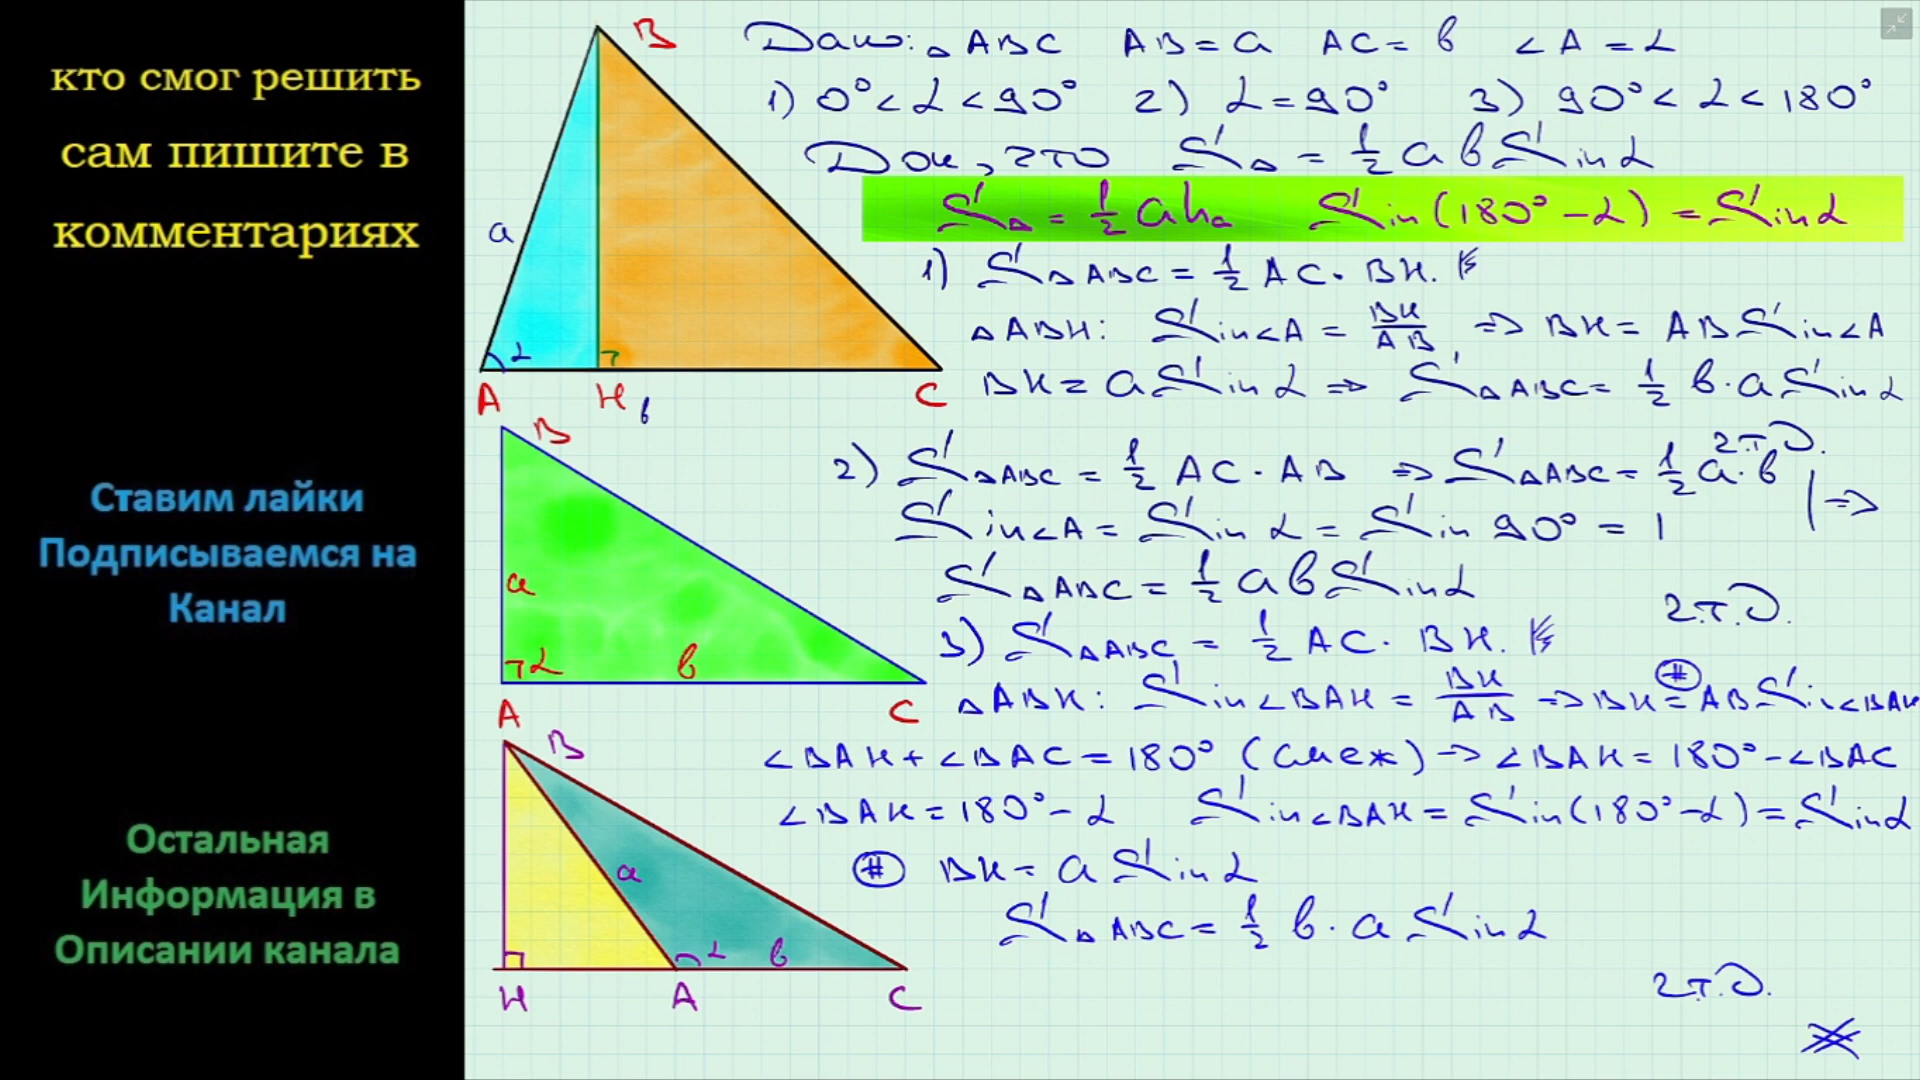 кто смог решить
сам пишите в
комментариях
Ставим лайки
Подписываемся на
Канал
Остальная
Информация в
Описании канала
B
a
α
A
H
в
C
B
a
α
в
A
C
B
a
α
в
H
A
C
Дано: △ABC AB = a AC = в ∠A = α
1) 0° < α < 90° 2) α = 90° 3) 90° < α < 180°
Док, что S△ = 1/2 a в Sin α
S△ = 1/2 a hₐ Sin (180° - α) = Sin α
1) S△ABC = 1/2 AC · BH.
△ABH: Sin∠A = BH/AB ⇒ BH = AB Sin∠A
BH = a Sin α ⇒ S△ABC = 1/2 в · a Sin α
ч.т.д.
2) S△ABC = 1/2 AC · AB ⇒ S△ABC = 1/2 a · в
Sin∠A = Sin α = Sin 90° = 1 | ⇒
S△ABC = 1/2 a в Sin α
ч.т.д.
3) S△ABC = 1/2 AC · BH.
△ABH: Sin∠BAH = BH/AB ⇒ BH = AB Sin∠BAH
#
∠BAH + ∠BAC = 180° (смеж) → ∠BAH = 180° - ∠BAC
∠BAH = 180° - α Sin∠BAH = Sin(180° - α) = Sin α
# BH = a Sin α
S△ABC = 1/2 в · a Sin α
ч.т.д.